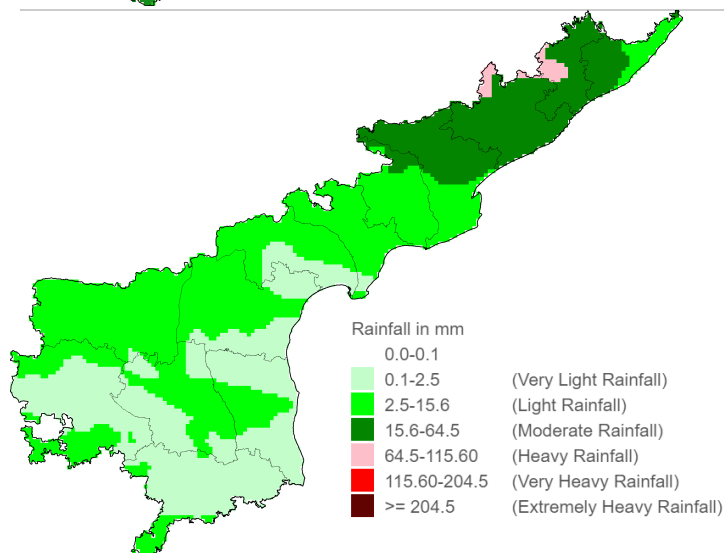 Rainfall in mm
0.0-0.1
0.1-2.5 (Very Light Rainfall)
2.5-15.6 (Light Rainfall)
15.6-64.5 (Moderate Rainfall)
64.5-115.60 (Heavy Rainfall)
115.60-204.5 (Very Heavy Rainfall)
>= 204.5 (Extremely Heavy Rainfall)